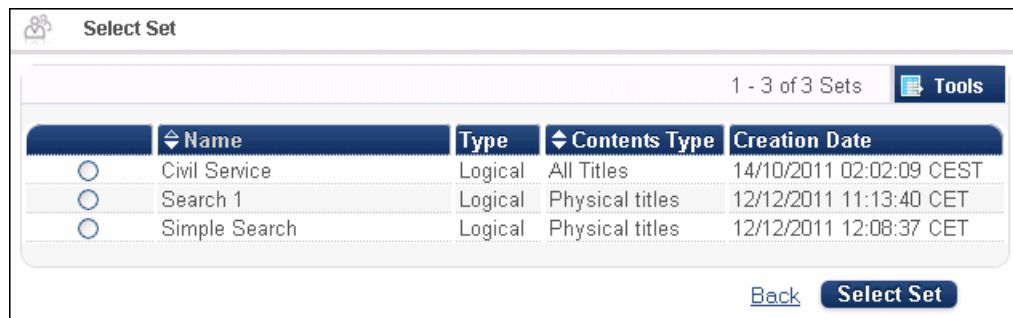 Select Set
1 - 3 of 3 Sets Tools
Name Type Contents Type Creation Date
Civil Service Logical All Titles 14/10/2011 02:02:09 CEST
Search 1 Logical Physical titles 12/12/2011 11:13:40 CET
Simple Search Logical Physical titles 12/12/2011 12:08:37 CET
Back Select Set